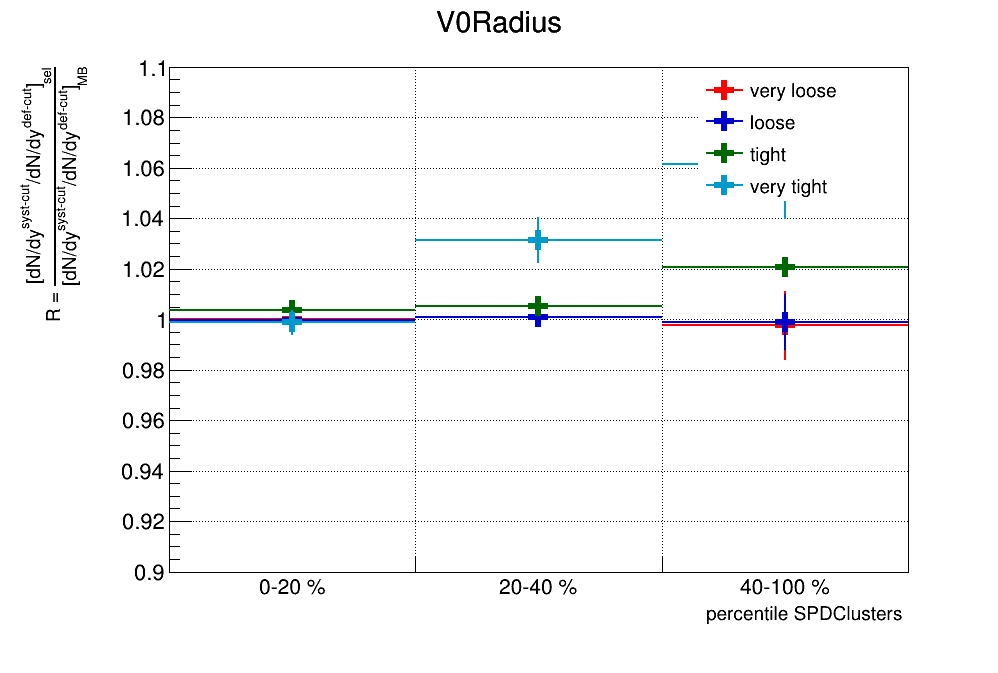 V0Radius
R = [dN/dy^syst-cut/dN/dy^def-cut]_sel
[dN/dy^syst-cut/dN/dy^def-cut]_MB
1.1
1.08
1.06
1.04
1.02
1
0.98
0.96
0.94
0.92
0.9
very loose
loose
tight
very tight
0-20 %
20-40 %
40-100 %
percentile SPDClusters